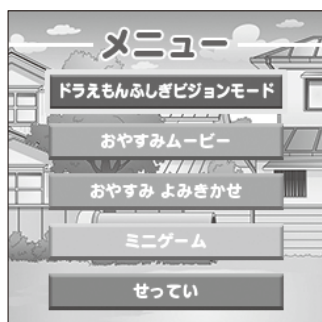 メニュー
ドラえもんふしぎビジョンモード
おやすみムービー
おやすみ よみきかせ
ミニゲーム
せってい